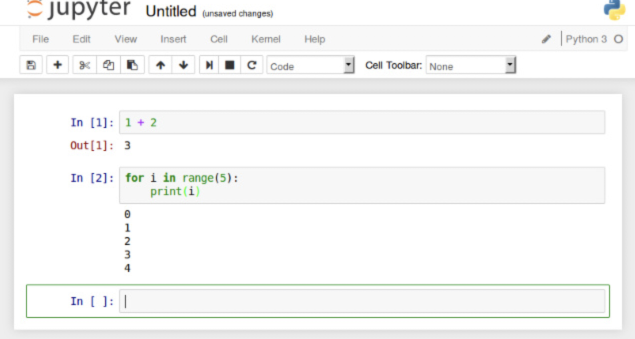 jupyter Untitled (unsaved changes)
File Edit View Insert Cell Kernel Help Python 3
Code Cell Toolbar: None
In [1]: 1 + 2
Out[1]: 3
In [2]: for i in range(5):
print(i)
0
1
2
3
4
In [ ]: